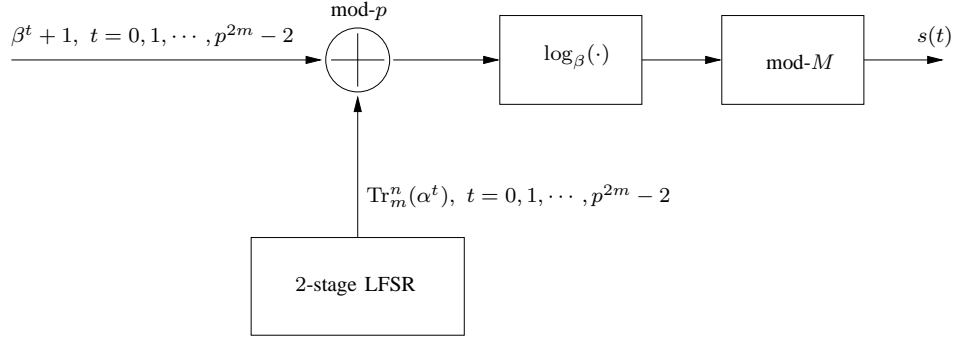 mod-p
β^t + 1, t = 0, 1, ⋯ , p^{2m} − 2
log_β(·)
mod-M
s(t)
Tr_m^n(α^t), t = 0, 1, ⋯ , p^{2m} − 2
2-stage LFSR